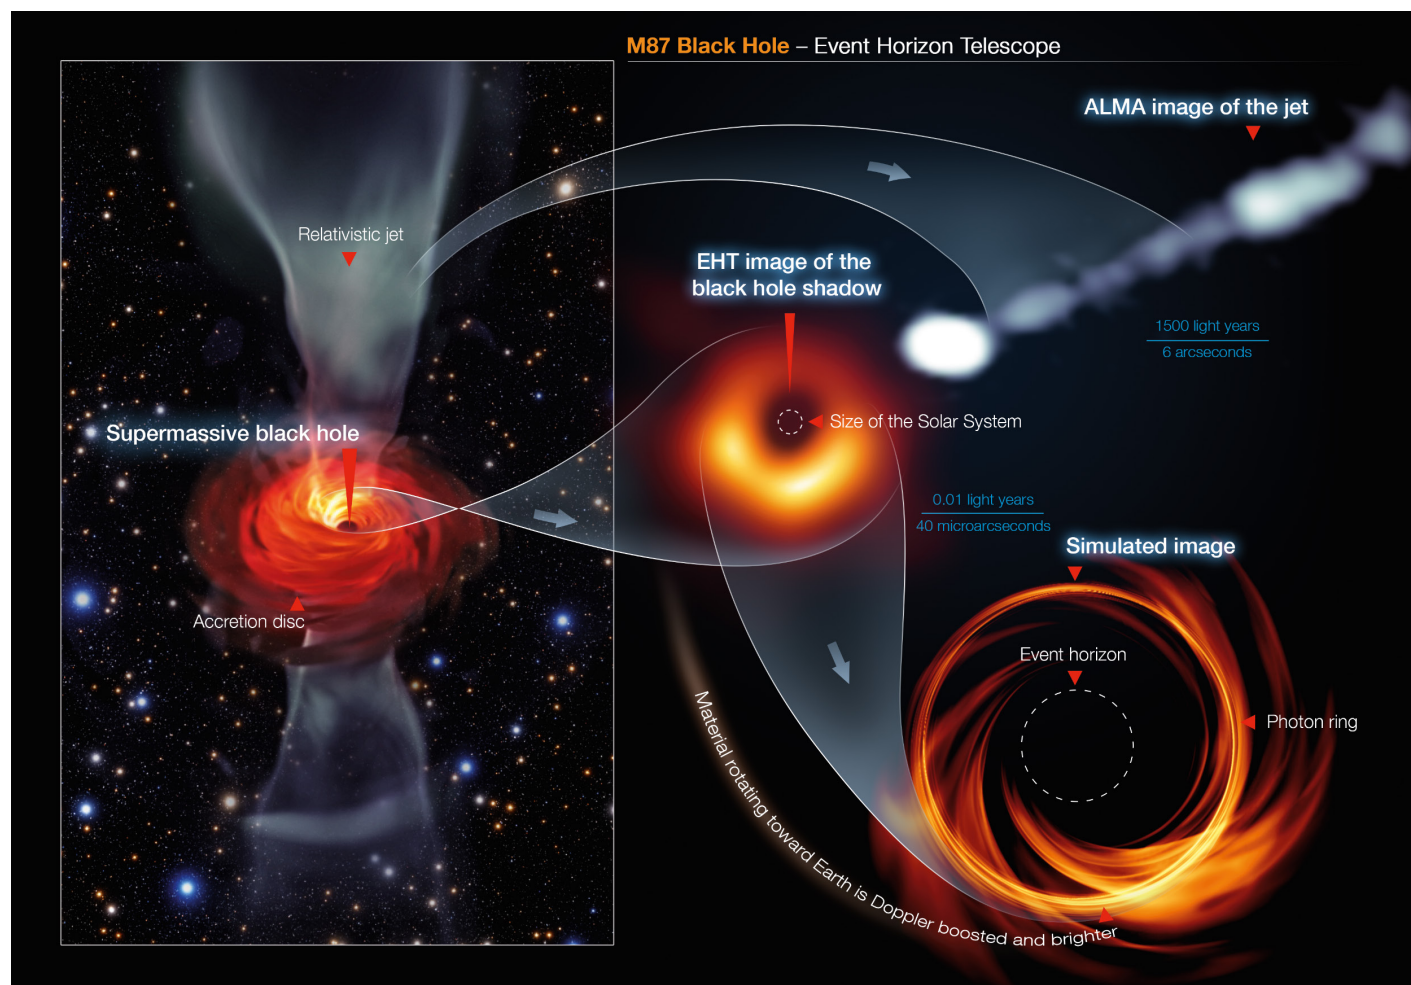 M87 Black Hole – Event Horizon Telescope
ALMA image of the jet
Relativistic jet
EHT image of the
black hole shadow
1500 light years
6 arcseconds
Supermassive black hole
Size of the Solar System
0.01 light years
40 microarcseconds
Simulated image
Accretion disc
Event horizon
Photon ring
Material rotating toward Earth is Doppler boosted and brighter